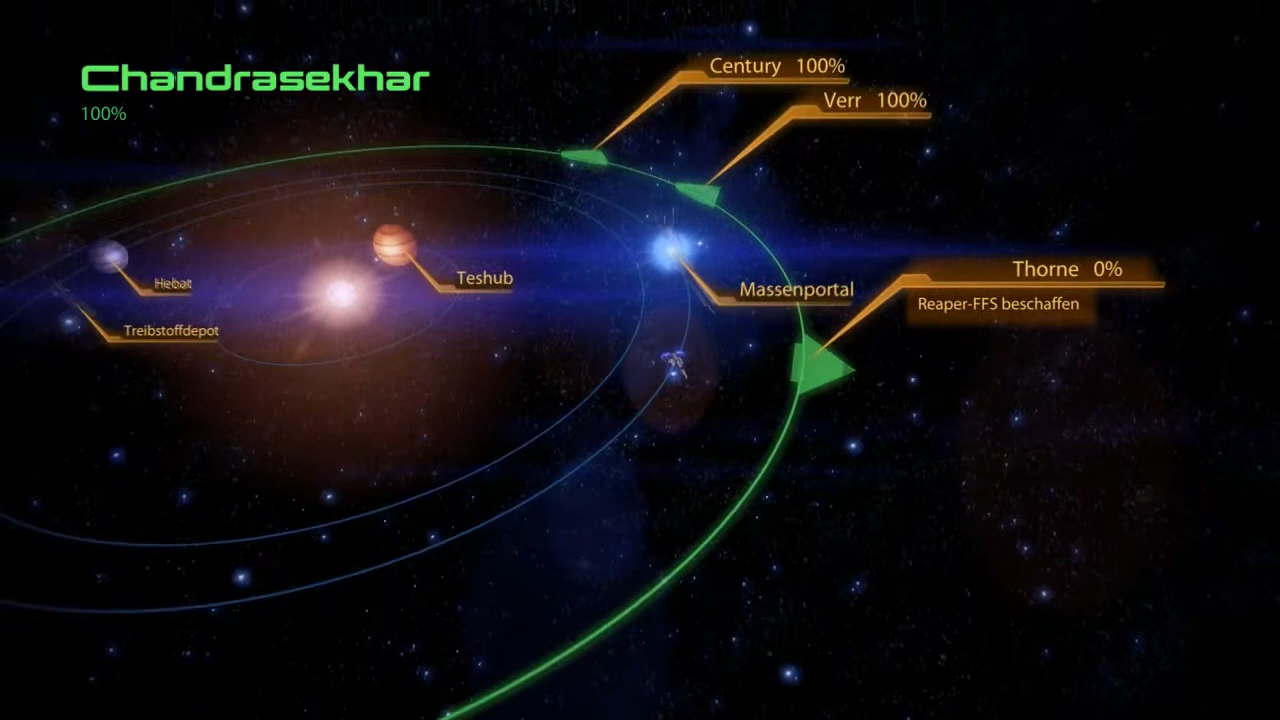 Chandrasekhar
100%
Century 100%
Verr 100%
Thorne 0%
Reaper-FFS beschaffen
Massenportal
Teshub
Hebat
Treibstoffdepot